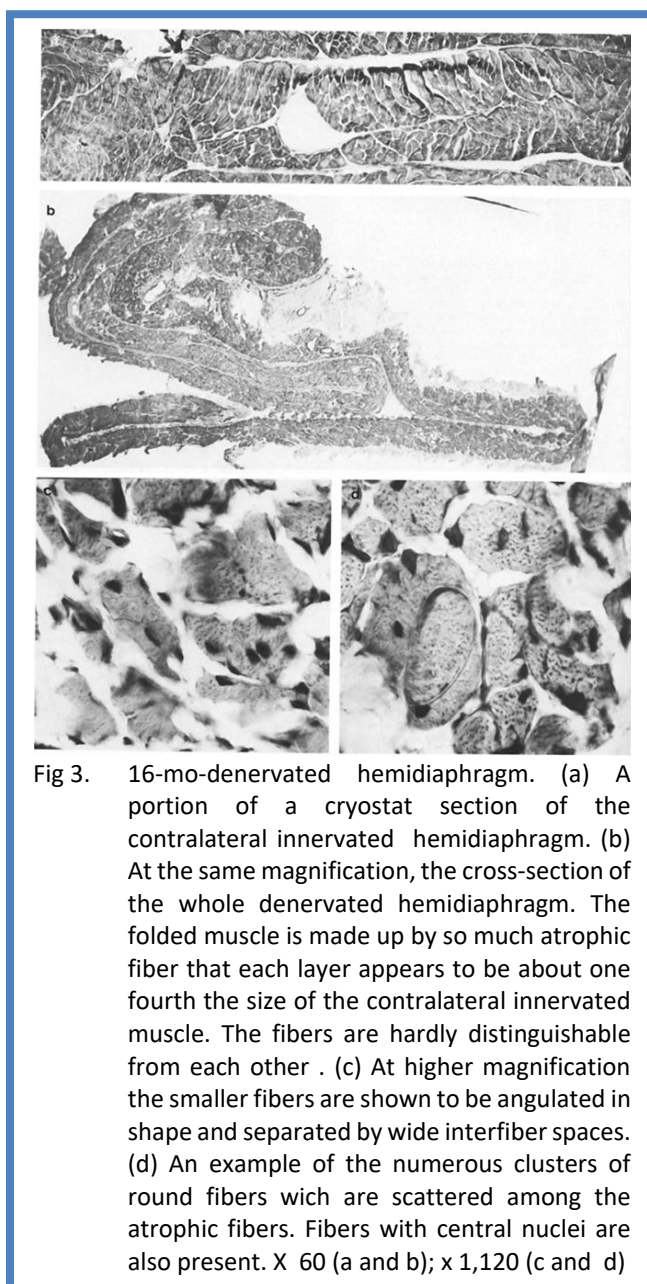 a
b
c
d
Fig 3. 16-mo-denervated hemidiaphragm. (a) A
portion of a cryostat section of the
contralateral innervated hemidiaphragm. (b)
At the same magnification, the cross-section of
the whole denervated hemidiaphragm. The
folded muscle is made up by so much atrophic
fiber that each layer appears to be about one
fourth the size of the contralateral innervated
muscle. The fibers are hardly distinguishable
from each other . (c) At higher magnification
the smaller fibers are shown to be angulated in
shape and separated by wide interfiber spaces.
(d) An example of the numerous clusters of
round fibers wich are scattered among the
atrophic fibers. Fibers with central nuclei are
also present. X 60 (a and b); x 1,120 (c and d)